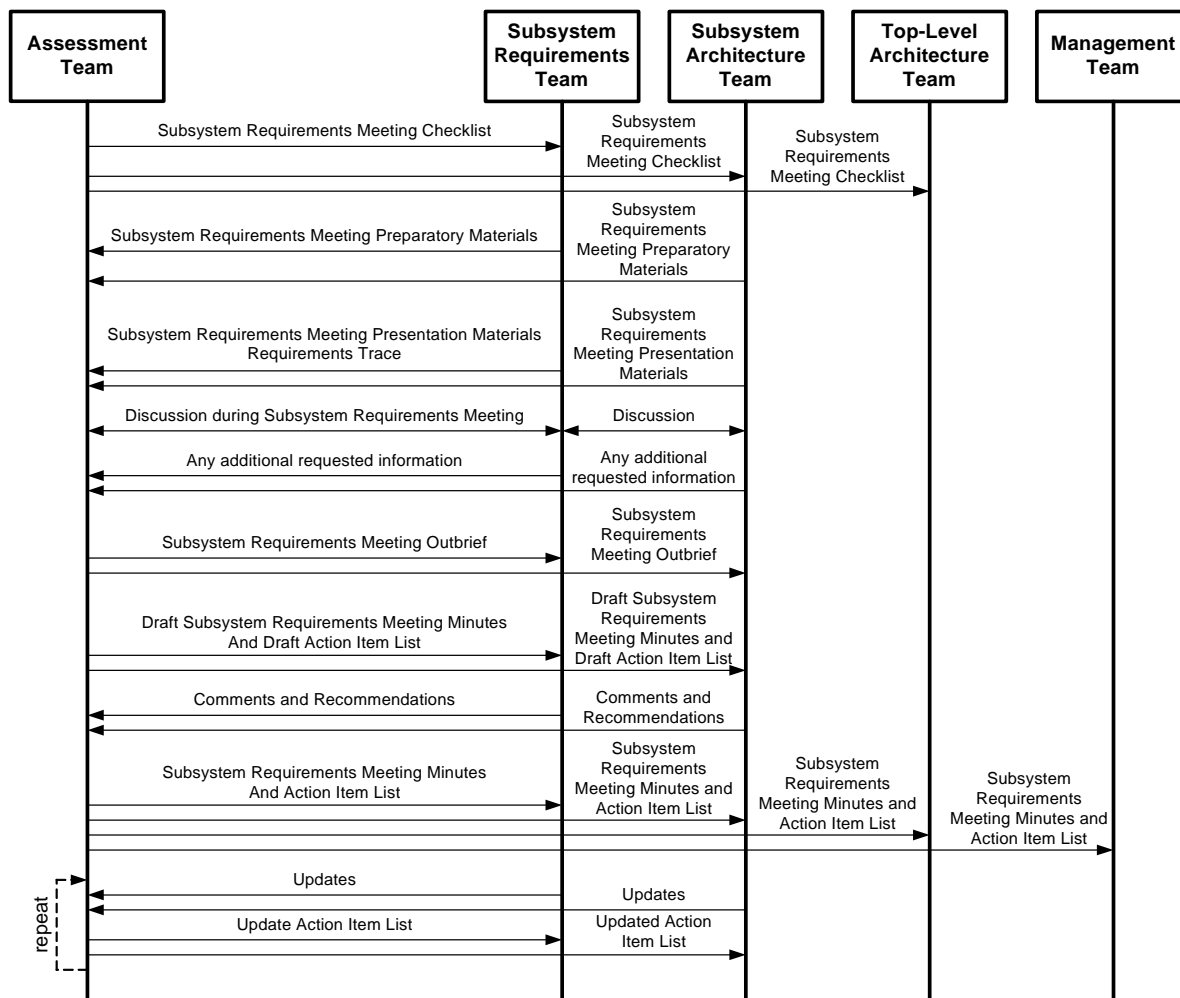 Assessment
Team
Subsystem
Requirements
Team
Subsystem
Architecture
Team
Top-Level
Architecture
Team
Management
Team
Subsystem Requirements Meeting Checklist
Subsystem
Requirements
Meeting Checklist
Subsystem
Requirements
Meeting Checklist
Subsystem Requirements Meeting Preparatory Materials
Subsystem
Requirements
Meeting Preparatory
Materials
Subsystem Requirements Meeting Presentation Materials
Requirements Trace
Subsystem
Requirements
Meeting Presentation
Materials
Discussion during Subsystem Requirements Meeting
Discussion
Any additional requested information
Any additional
requested information
Subsystem Requirements Meeting Outbrief
Subsystem
Requirements
Meeting Outbrief
Draft Subsystem Requirements Meeting Minutes
And Draft Action Item List
Draft Subsystem
Requirements
Meeting Minutes and
Draft Action Item List
Comments and Recommendations
Comments and
Recommendations
Subsystem Requirements Meeting Minutes
And Action Item List
Subsystem
Requirements
Meeting Minutes and
Action Item List
Subsystem
Requirements
Meeting Minutes and
Action Item List
Subsystem
Requirements
Meeting Minutes and
Action Item List
repeat
Updates
Updates
Update Action Item List
Updated Action
Item List